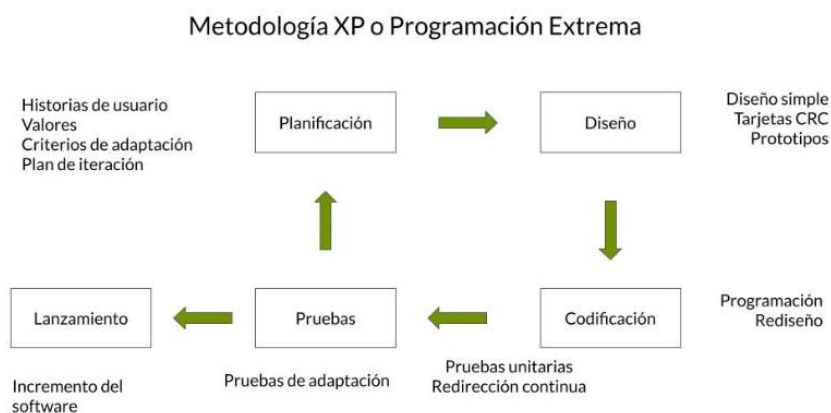 Metodología XP o Programación Extrema
Historias de usuario
Valores
Criterios de adaptación
Plan de iteración
Planificación
Diseño
Diseño simple
Tarjetas CRC
Prototipos
Lanzamiento
Pruebas
Codificación
Programación
Rediseño
Incremento del
software
Pruebas de adaptación
Pruebas unitarias
Redirección continua